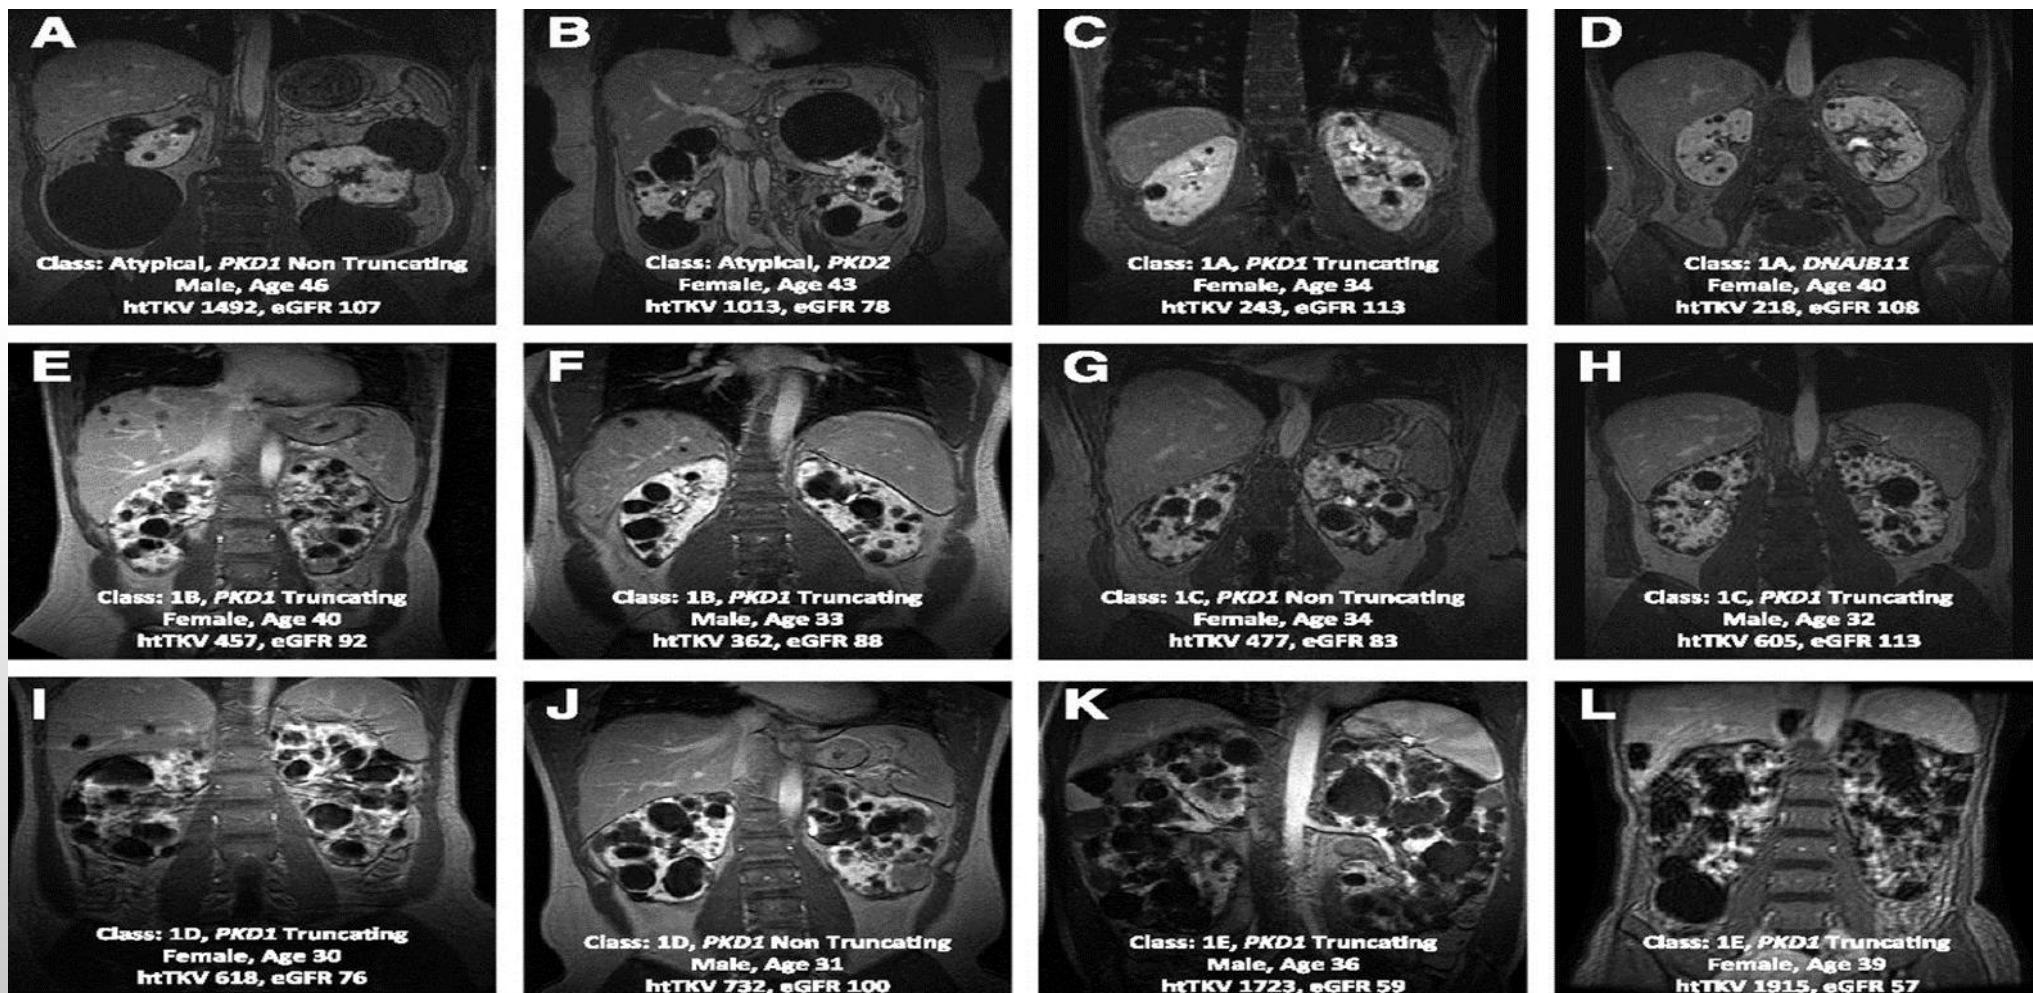 A
Class: Atypical, PKD1 Non Truncating
Male, Age 46
htTKV 1492, eGFR 107
B
Class: Atypical, PKD2
Female, Age 43
htTKV 1013, eGFR 78
C
Class: 1A, PKD1 Truncating
Female, Age 34
htTKV 243, eGFR 113
D
Class: 1A, DNAJB11
Female, Age 40
htTKV 218, eGFR 108
E
Class: 1B, PKD1 Truncating
Female, Age 40
htTKV 457, eGFR 92
F
Class: 1B, PKD1 Truncating
Male, Age 33
htTKV 362, eGFR 88
G
Class: 1C, PKD1 Non Truncating
Female, Age 34
htTKV 477, eGFR 83
H
Class: 1C, PKD1 Truncating
Male, Age 32
htTKV 605, eGFR 113
I
Class: 1D, PKD1 Truncating
Female, Age 30
htTKV 618, eGFR 76
J
Class: 1D, PKD1 Non Truncating
Male, Age 31
htTKV 732, eGFR 100
K
Class: 1E, PKD1 Truncating
Male, Age 36
htTKV 1723, eGFR 59
L
Class: 1E, PKD1 Truncating
Female, Age 39
htTKV 1915, eGFR 57